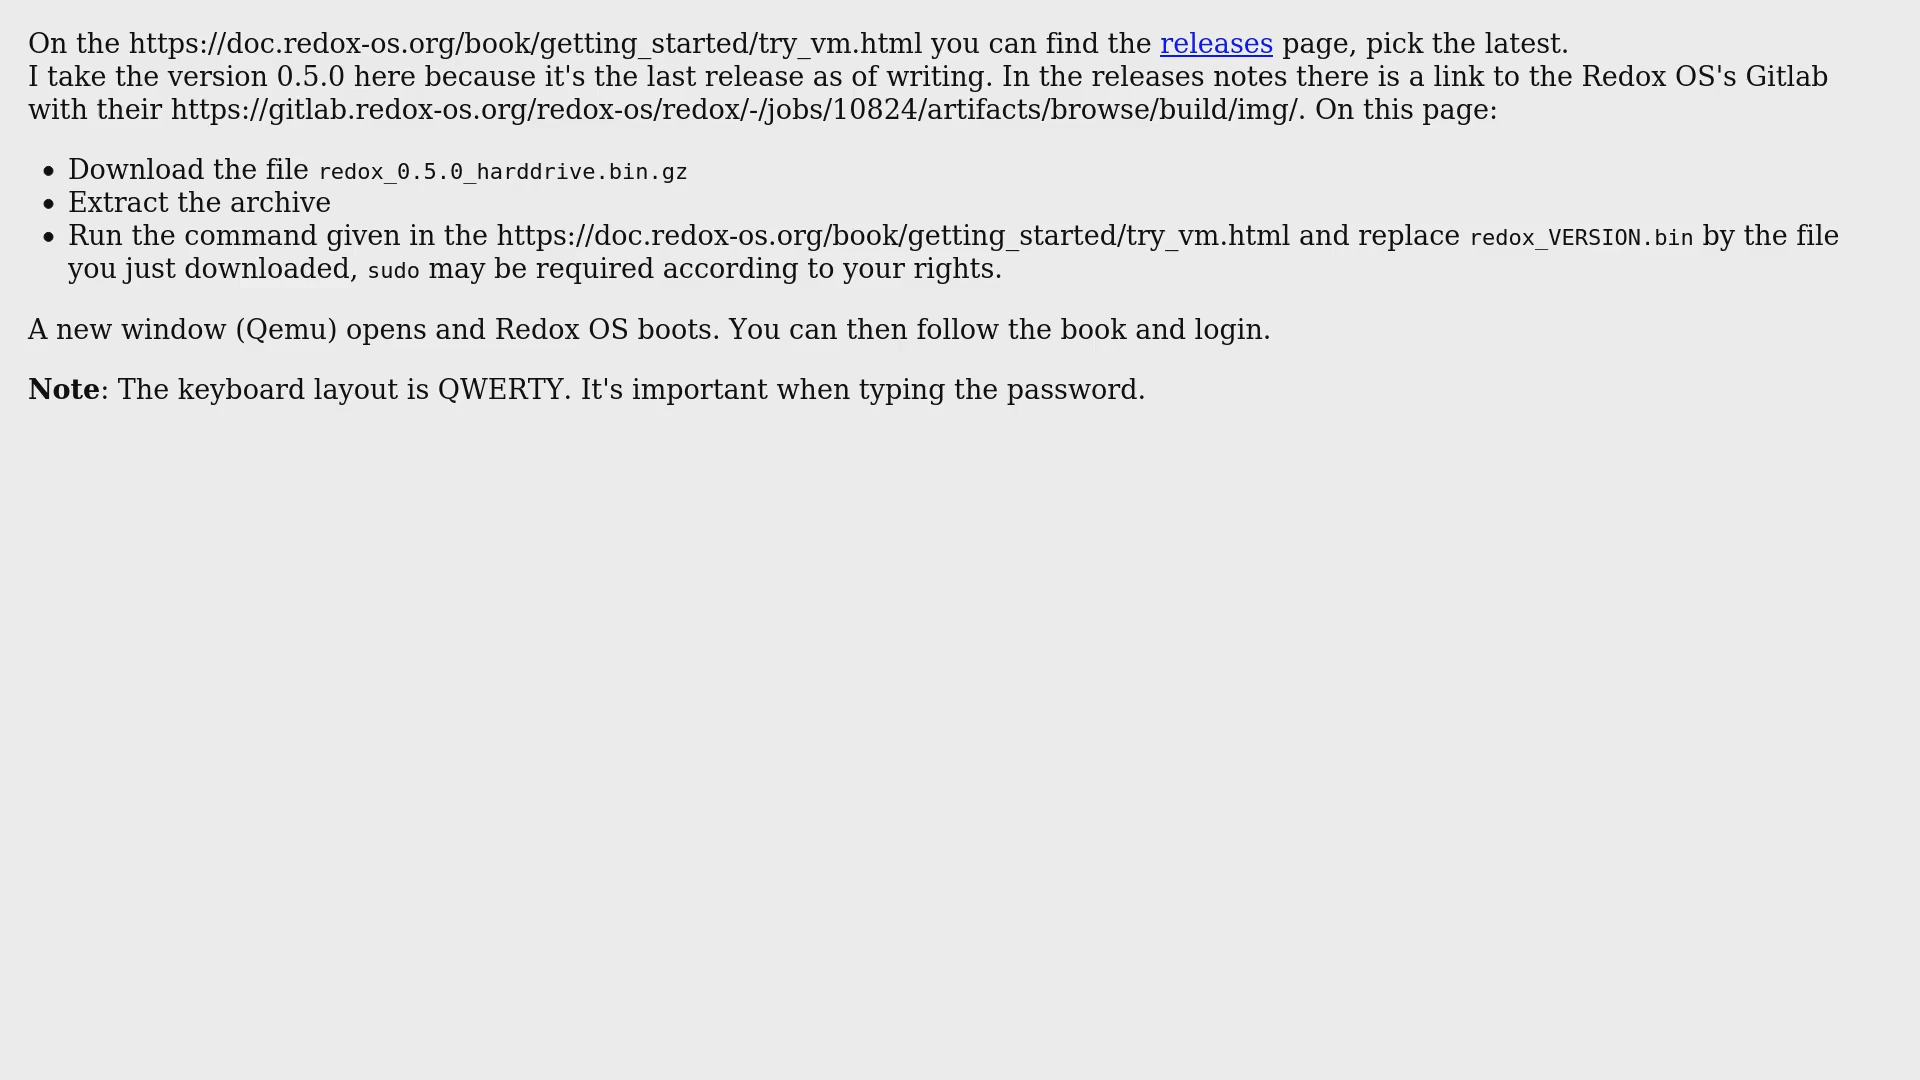 On the https://doc.redox-os.org/book/getting_started/try_vm.html you can find the releases page, pick the latest.
I take the version 0.5.0 here because it's the last release as of writing. In the releases notes there is a link to the Redox OS's Gitlab
with their https://gitlab.redox-os.org/redox-os/redox/-/jobs/10824/artifacts/browse/build/img/. On this page:
• Download the file redox_0.5.0_harddrive.bin.gz
• Extract the archive
• Run the command given in the https://doc.redox-os.org/book/getting_started/try_vm.html and replace redox_VERSION.bin by the file
you just downloaded, sudo may be required according to your rights.
A new window (Qemu) opens and Redox OS boots. You can then follow the book and login.
Note: The keyboard layout is QWERTY. It's important when typing the password.